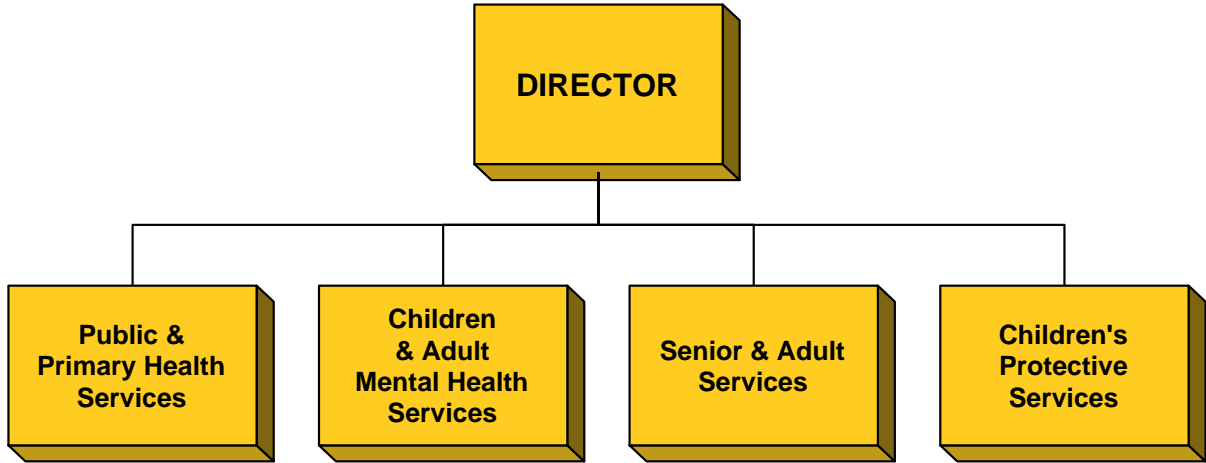 DIRECTOR
Public &
Primary Health
Services
Children
& Adult
Mental Health
Services
Senior & Adult
Services
Children's
Protective
Services